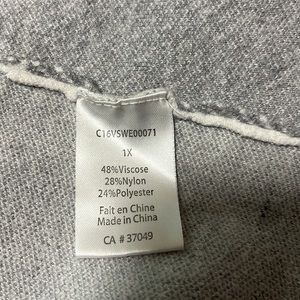 C16VSWE00071
1X
48%Viscose
28%Nylon
24%Polyester
Fait en Chine
Made in China
CA # 37049